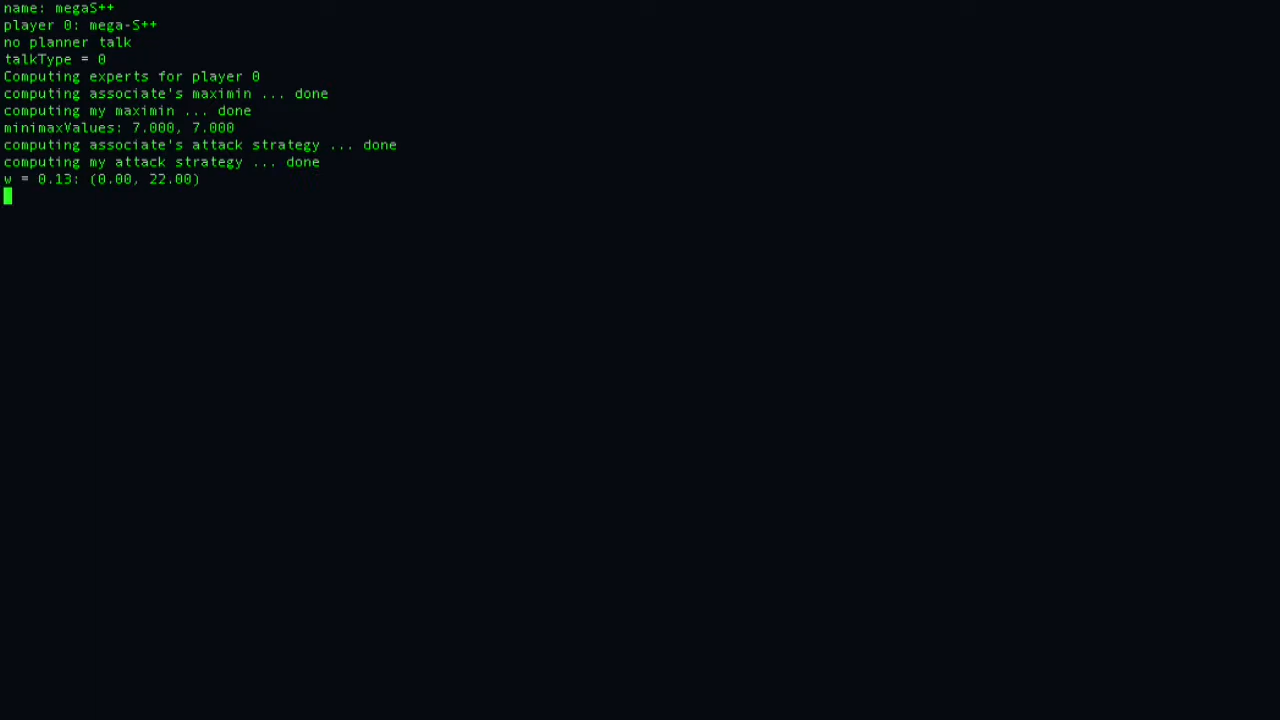 name: megaS++
player 0: mega-S++
no planner talk
talkType = 0
Computing experts for player 0
computing associate's maximin ... done
computing my maximin ... done
minimaxValues: 7.000, 7.000
computing associate's attack strategy ... done
computing my attack strategy ... done
w = 0.13: (0.00, 22.00)